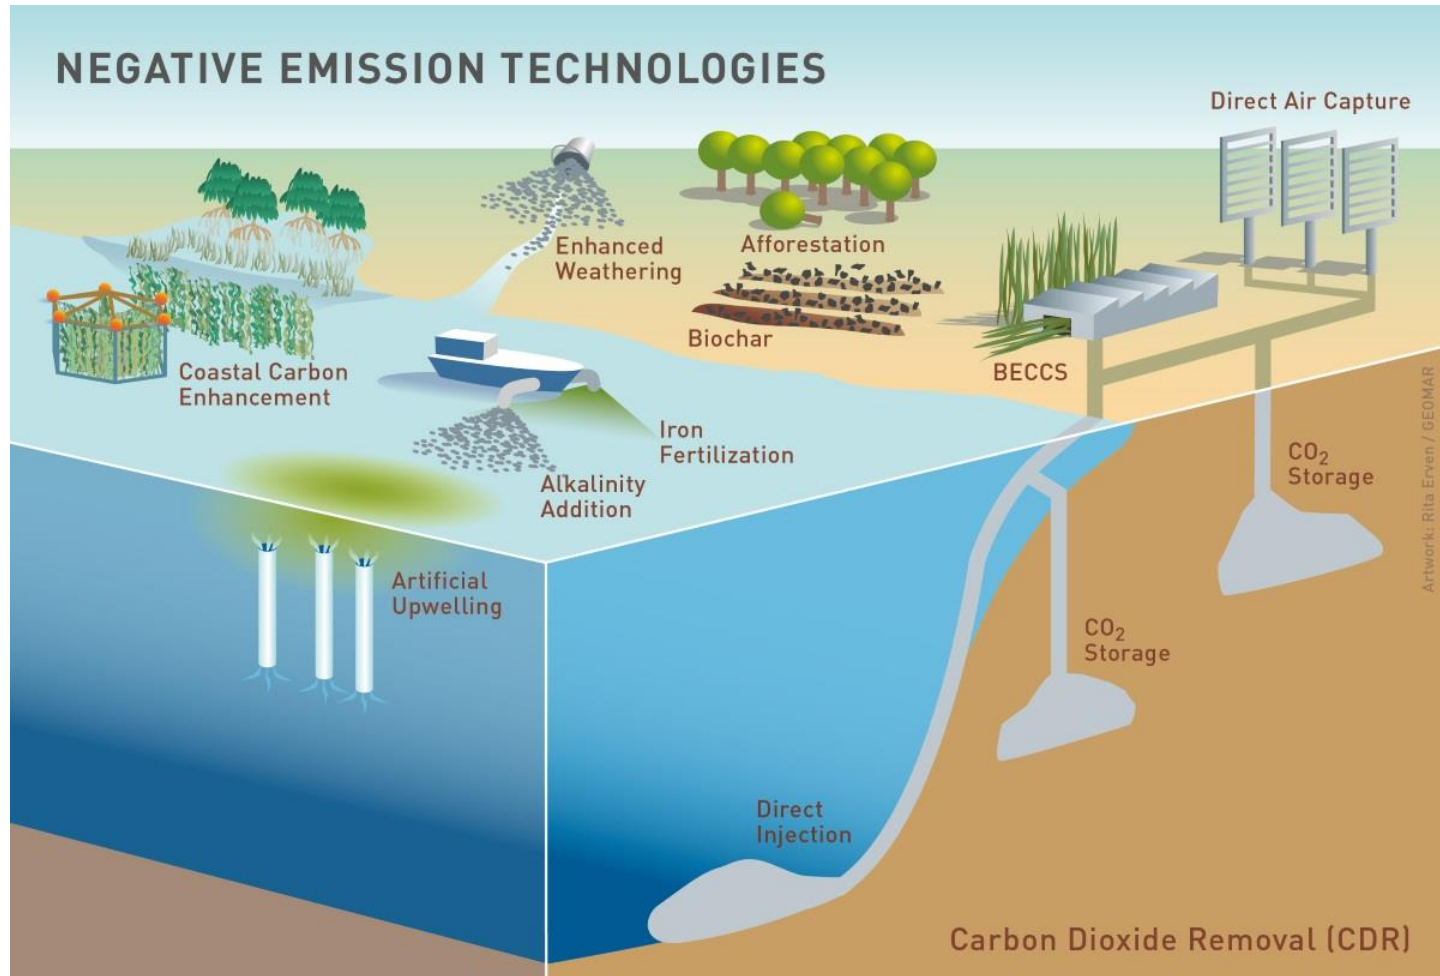 NEGATIVE EMISSION TECHNOLOGIES
Direct Air Capture
Enhanced
Weathering
Afforestation
Biochar
BECCS
Coastal Carbon
Enhancement
Iron
Fertilization
Alkalinity
Addition
CO₂
Storage
Artificial
Upwelling
CO₂
Storage
Direct
Injection
Carbon Dioxide Removal (CDR)
Artwork: Rita Erven / GEOMAR